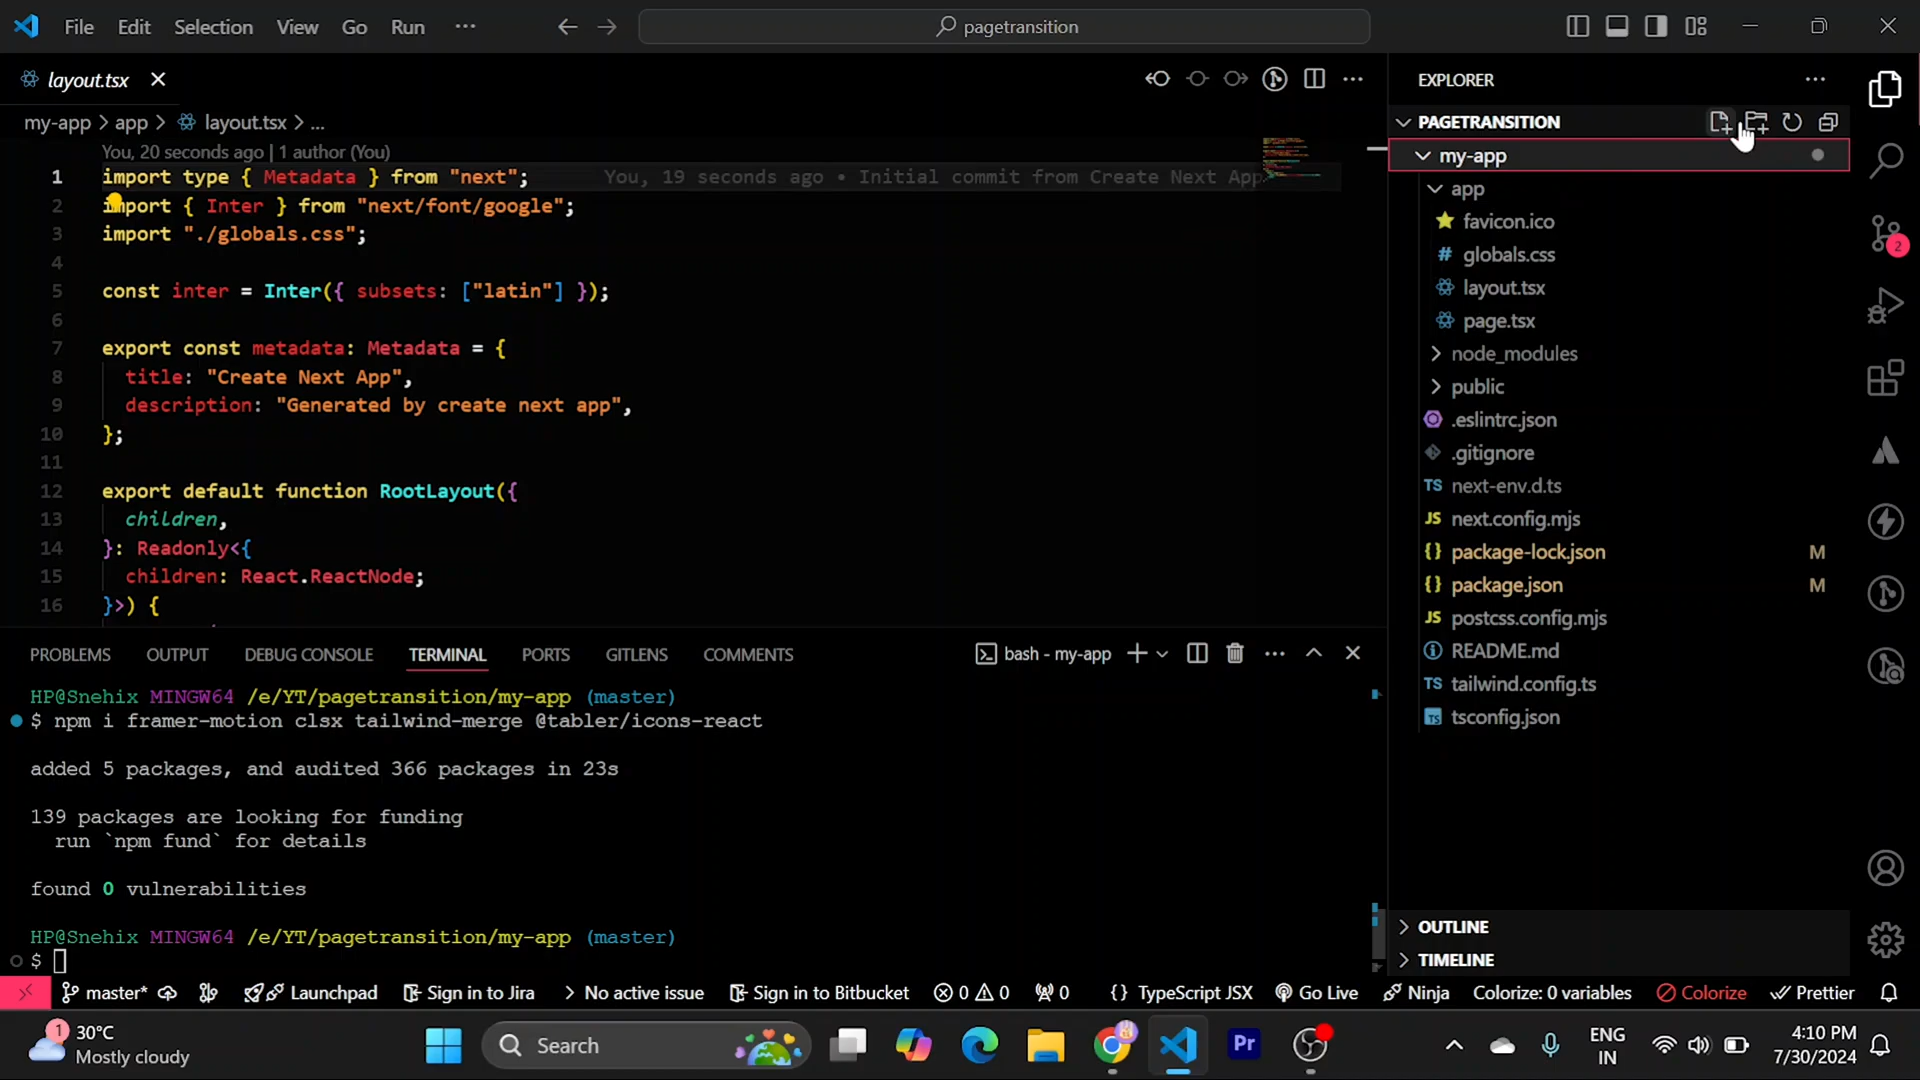 File Edit Selection View Go Run ··· pagetransition
layout.tsx
my-app > app > layout.tsx > ...
You, 20 seconds ago | 1 author (You)
1 import type { Metadata } from "next"; You, 19 seconds ago • Initial commit from Create Next App
2 import { Inter } from "next/font/google";
3 import "./globals.css";
4
5 const inter = Inter({ subsets: ["latin"] });
6
7 export const metadata: Metadata = {
8 title: "Create Next App",
9 description: "Generated by create next app",
10 };
11
12 export default function RootLayout({
13 children,
14 }: Readonly<{
15 children: React.ReactNode;
16 }>) {
EXPLORER
PAGETRANSITION
my-app
app
favicon.ico
# globals.css
layout.tsx
page.tsx
node_modules
public
.eslintrc.json
.gitignore
TS next-env.d.ts
JS next.config.mjs
{} package-lock.json M
{} package.json M
JS postcss.config.mjs
README.md
TS tailwind.config.ts
TS tsconfig.json
OUTLINE
TIMELINE
2
PROBLEMS OUTPUT DEBUG CONSOLE TERMINAL PORTS GITLENS COMMENTS bash - my-app
HP@Snehix MINGW64 /e/YT/pagetransition/my-app (master)
$ npm i framer-motion clsx tailwind-merge @tabler/icons-react
added 5 packages, and audited 366 packages in 23s
139 packages are looking for funding
run `npm fund` for details
found 0 vulnerabilities
HP@Snehix MINGW64 /e/YT/pagetransition/my-app (master)
$
master* Launchpad Sign in to Jira > No active issue Sign in to Bitbucket 0 0 0 {} TypeScript JSX Go Live Ninja Colorize: 0 variables Colorize Prettier
1 30°C
Mostly cloudy
Search
Pr
ENG
IN
4:10 PM
7/30/2024